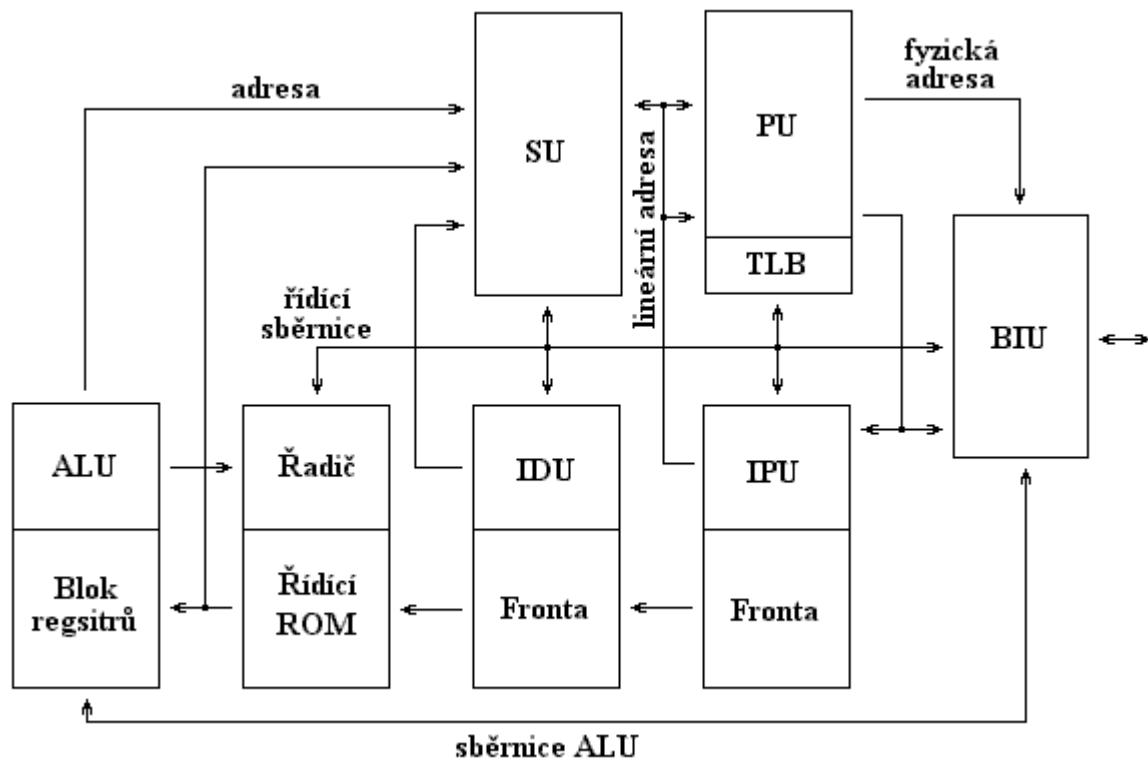 fyzická
adresa
adresa
SU
PU
lineární adresa
TLB
řídící
sběrnice
BIU
ALU
Řadič
IDU
IPU
Blok
regsitrů
Řídící
ROM
Fronta
Fronta
sběrnice ALU